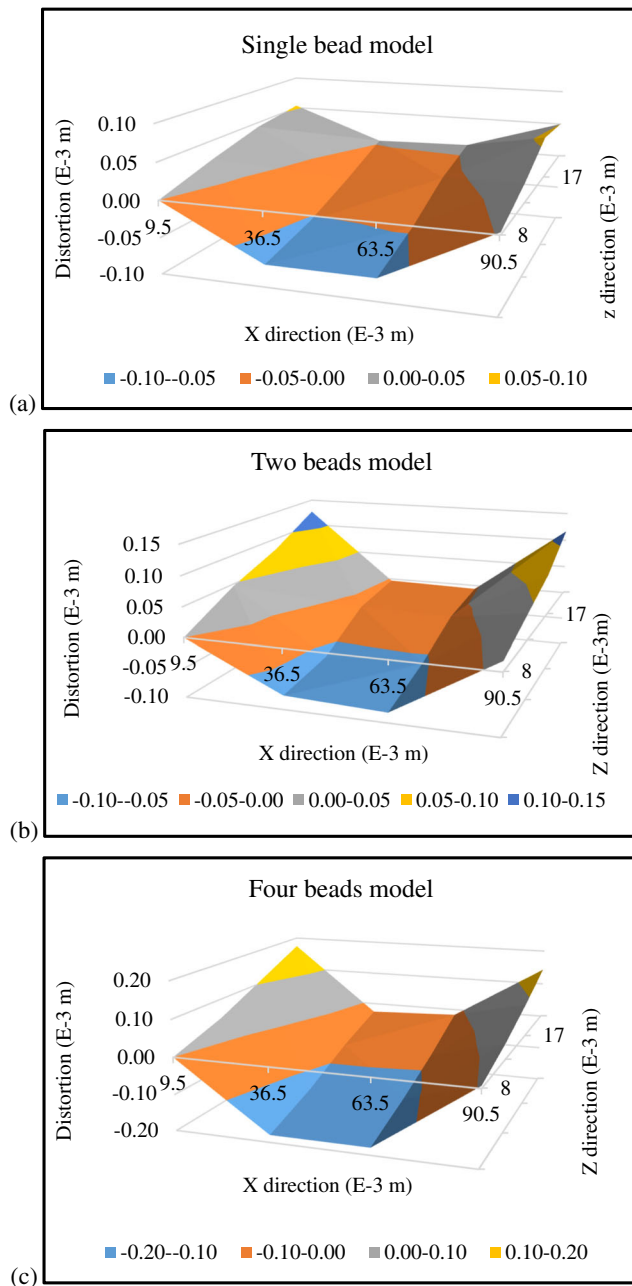 Single bead model
Distortion (E-3 m)
0.10
0.05
0.00
-0.05
-0.10
9.5
36.5
63.5
90.5
8
17
z direction (E-3 m)
X direction (E-3 m)
-0.10--0.05 -0.05-0.00 0.00-0.05 0.05-0.10
(a)
Two beads model
Distortion (E-3 m)
0.15
0.10
0.05
0.00
-0.05
-0.10
9.5
36.5
63.5
90.5
8
17
Z direction (E-3m)
X direction (E-3 m)
-0.10--0.05 -0.05-0.00 0.00-0.05 0.05-0.10 0.10-0.15
(b)
Four beads model
Distortion (E-3 m)
0.20
0.10
0.00
-0.10
-0.20
9.5
36.5
63.5
90.5
8
17
Z direction (E-3 m)
X direction (E-3 m)
-0.20--0.10 -0.10-0.00 0.00-0.10 0.10-0.20
(c)